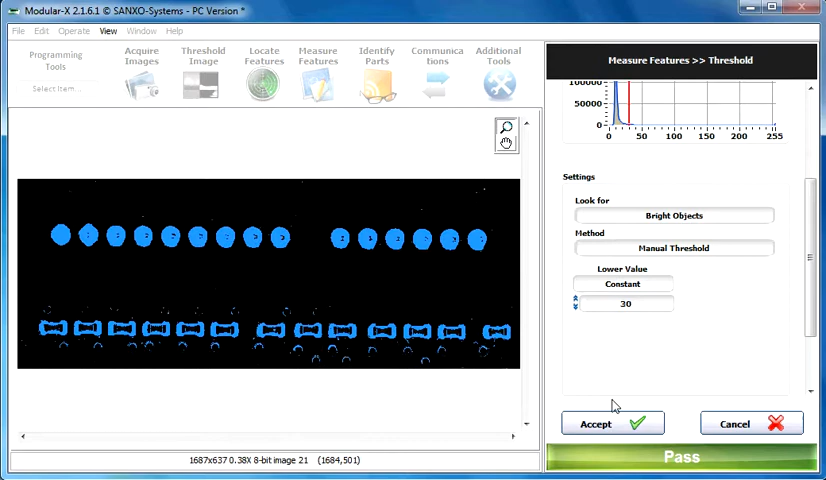 Modular-X 2.1.6.1 © SANXO-Systems - PC Version *
File Edit Operate View Window Help
Programming Tools
Select Item...
Acquire Images
Threshold Image
Locate Features
Measure Features
Identify Parts
Communica tions
Additional Tools
Measure Features >> Threshold
100000
50000
0
0 50 100 150 200 255
Settings
Look for
Bright Objects
Method
Manual Threshold
Lower Value
Constant
30
Accept
Cancel
1687x637 0.38X 8-bit image 21 (1684,501)
Pass